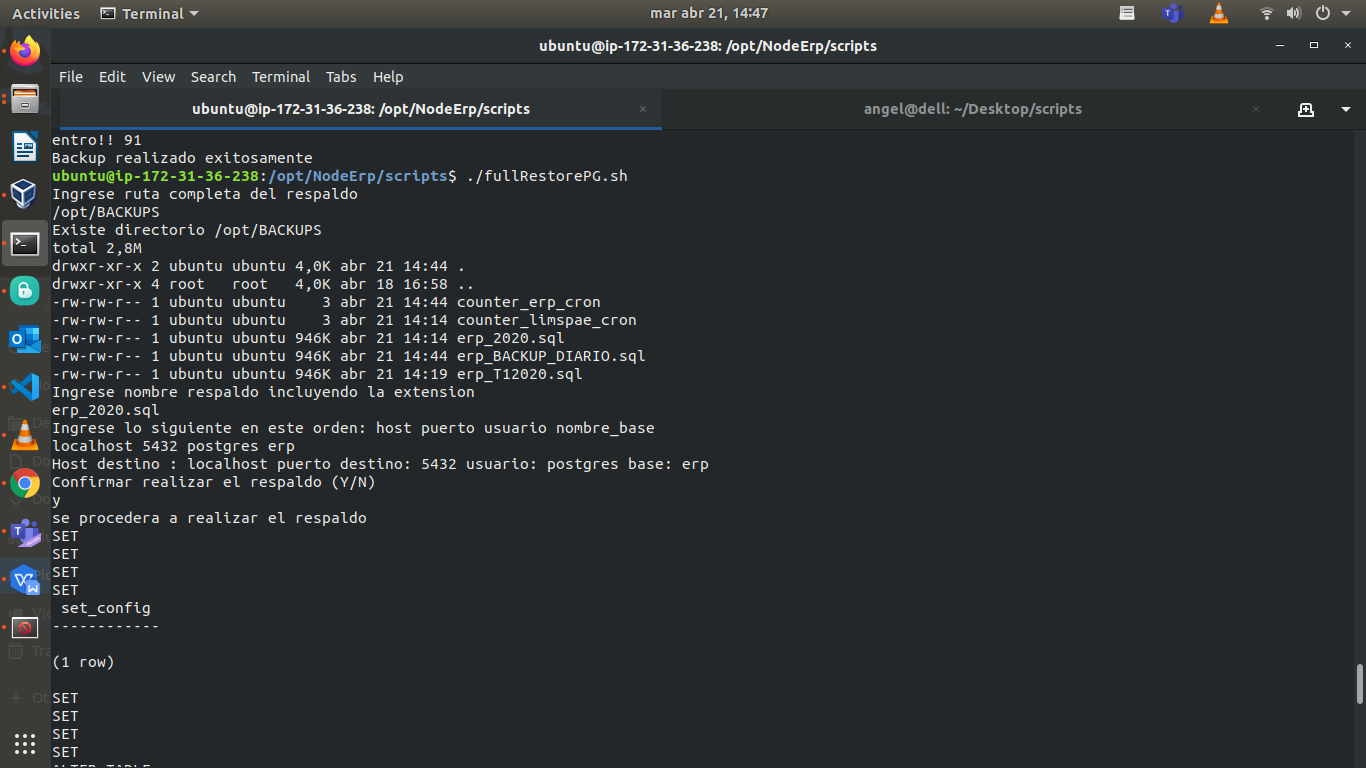 Activities Terminal mar abr 21, 14:47
ubuntu@ip-172-31-36-238: /opt/NodeErp/scripts
File Edit View Search Terminal Tabs Help
ubuntu@ip-172-31-36-238: /opt/NodeErp/scripts × angel@dell: ~/Desktop/scripts ×
entro!! 91
Backup realizado exitosamente
ubuntu@ip-172-31-36-238:/opt/NodeErp/scripts$ ./fullRestorePG.sh
Ingrese ruta completa del respaldo
/opt/BACKUPS
Existe directorio /opt/BACKUPS
total 2,8M
drwxr-xr-x 2 ubuntu ubuntu 4,0K abr 21 14:44 .
drwxr-xr-x 4 root   root   4,0K abr 18 16:58 ..
-rw-rw-r-- 1 ubuntu ubuntu    3 abr 21 14:44 counter_erp_cron
-rw-rw-r-- 1 ubuntu ubuntu    3 abr 21 14:14 counter_limspae_cron
-rw-rw-r-- 1 ubuntu ubuntu 946K abr 21 14:14 erp_2020.sql
-rw-rw-r-- 1 ubuntu ubuntu 946K abr 21 14:44 erp_BACKUP_DIARIO.sql
-rw-rw-r-- 1 ubuntu ubuntu 946K abr 21 14:19 erp_T12020.sql
Ingrese nombre respaldo incluyendo la extension
erp_2020.sql
Ingrese lo siguiente en este orden: host puerto usuario nombre_base
localhost 5432 postgres erp
Host destino : localhost puerto destino: 5432 usuario: postgres base: erp
Confirmar realizar el respaldo (Y/N)
y
se procedera a realizar el respaldo
SET
SET
SET
SET
 set_config
------------

(1 row)

SET
SET
SET
SET
ALTER TABLE